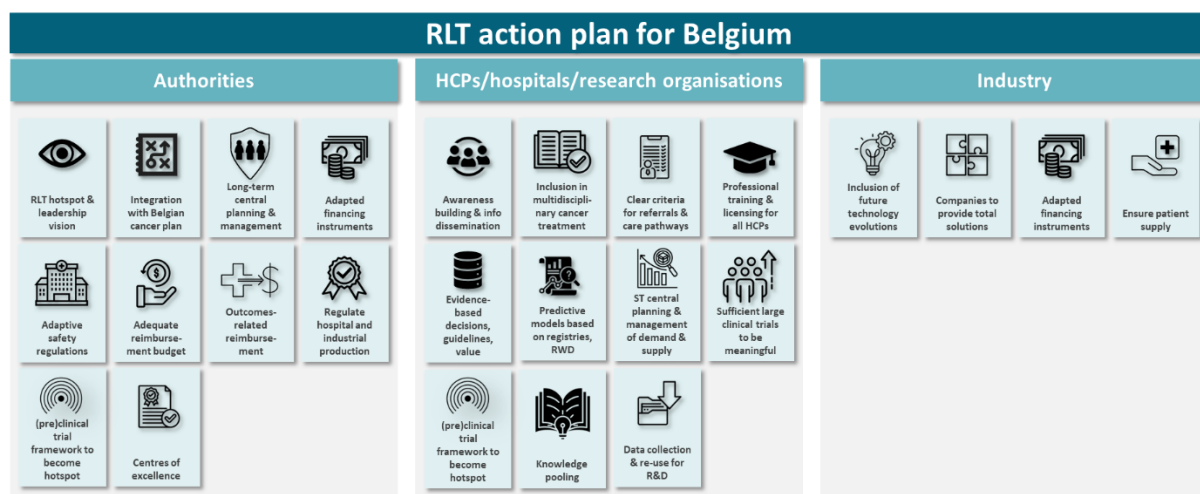 RLT action plan for Belgium
Authorities
RLT hotspot &
leadership
vision
Integration
with Belgian
cancer plan
Long-term
central
planning &
management
Adapted
financing
instruments
Adaptive
safety
regulations
Adequate
reimburse-
ment budget
Outcomes-
related
reimburse-
ment
Regulate
hospital and
industrial
production
(pre)clinical
trial
framework to
become
hotspot
Centres of
excellence
HCPs/hospitals/research organisations
Awareness
building & info
dissemination
Inclusion in
multidiscipli-
nary cancer
treatment
Clear criteria
for referrals &
care pathways
Professional
training &
licensing for
all HCPs
Evidence-
based
decisions,
guidelines,
value
Predictive
models based
on registries,
RWD
ST central
planning &
management
of demand &
supply
Sufficient large
clinical trials
to be
meaningful
(pre)clinical
trial
framework to
become
hotspot
Knowledge
pooling
Data collection
& re-use for
R&D
Industry
Inclusion of
future
technology
evolutions
Companies to
provide total
solutions
Adapted
financing
instruments
Ensure patient
supply